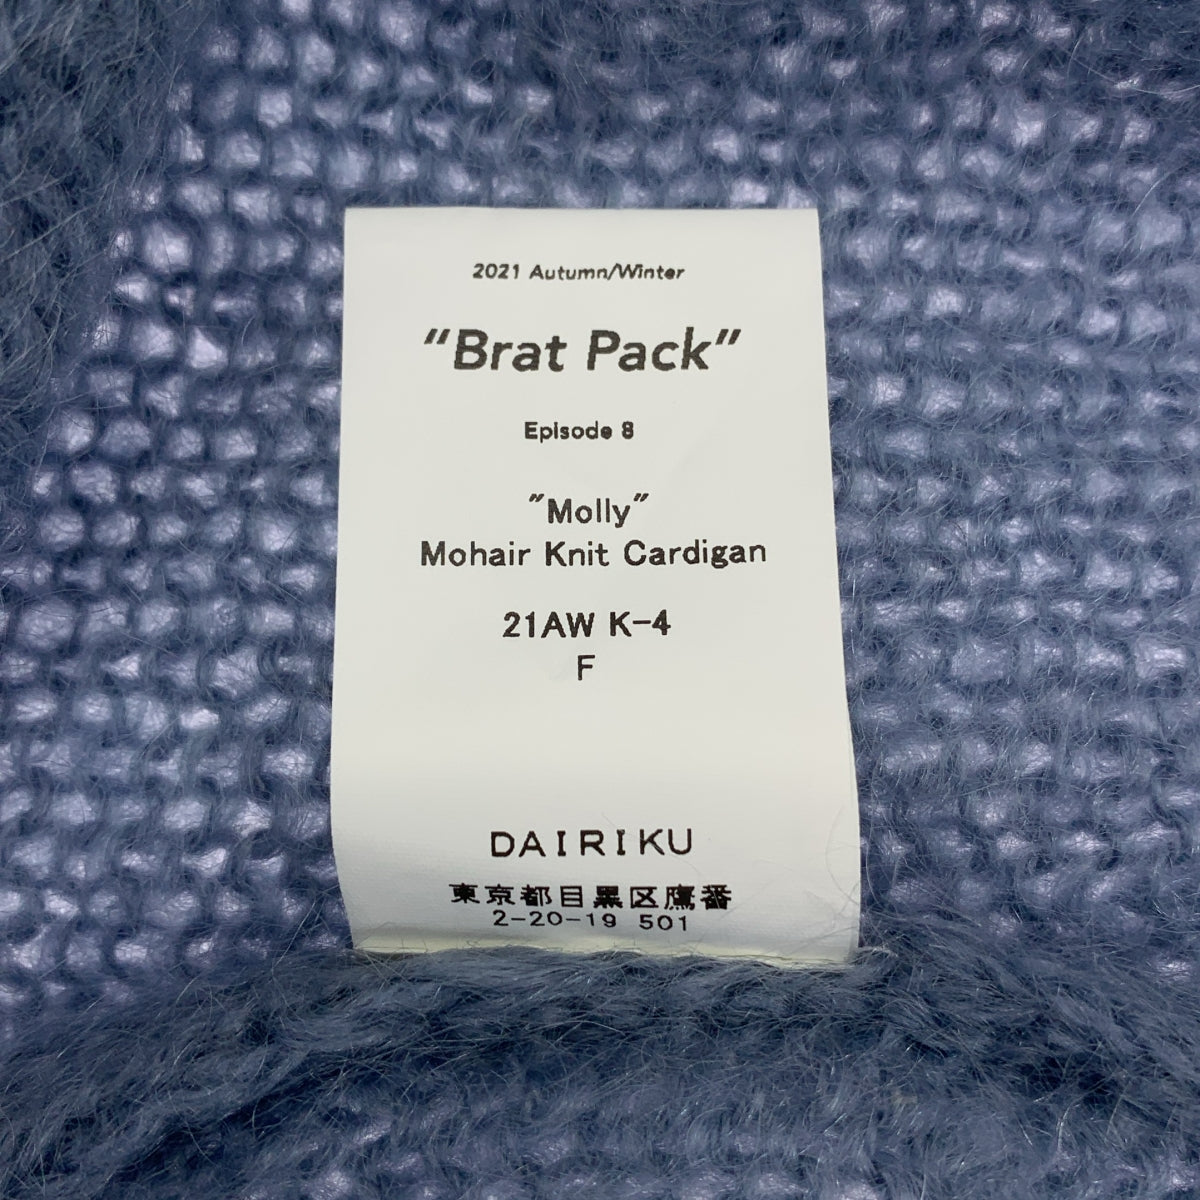 2021 Autumn/Winter
"Brat Pack"
Episode 8
"Molly"
Mohair Knit Cardigan
21AW K-4
F
DAIRIKU
東京都目黒区鷹番
2-20-19 501